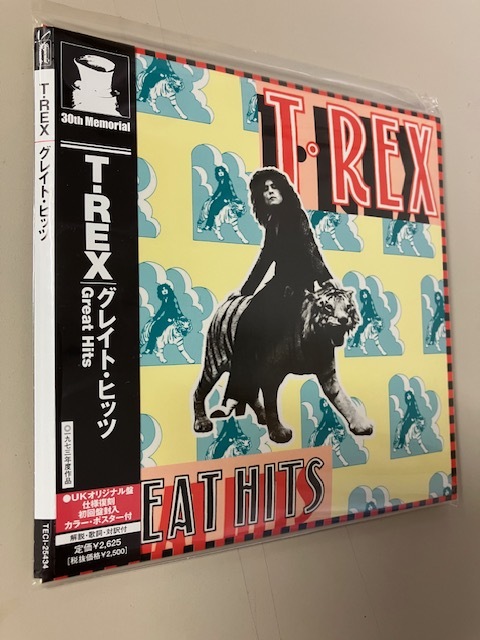 T・REX グレイト・ヒッツ
TECI-25434
30th Memorial
T・REX グレイト・ヒッツ
Great Hits
◎一九七三年度作品
●UKオリジナル盤
仕様復刻
初回盤封入
カラー・ポスター付
解説・歌詞・対訳付
定価¥2,625
[税抜価格¥2,500]
T・REX
EAT HITS